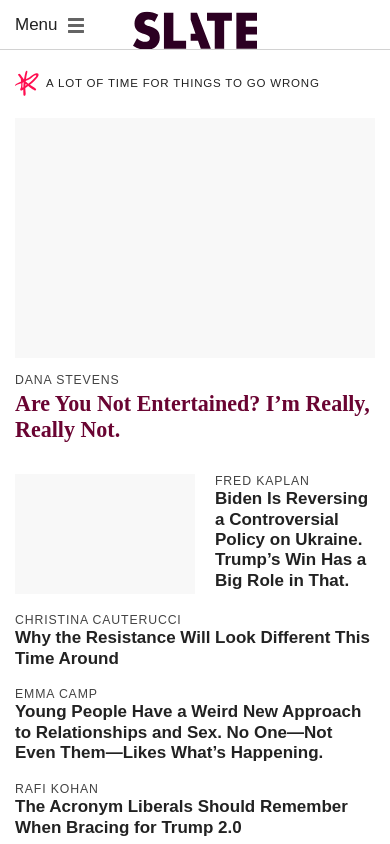 Menu
SLATE
A LOT OF TIME FOR THINGS TO GO WRONG
DANA STEVENS
Are You Not Entertained? I’m Really,
Really Not.
FRED KAPLAN
Biden Is Reversing
a Controversial
Policy on Ukraine.
Trump’s Win Has a
Big Role in That.
CHRISTINA CAUTERUCCI
Why the Resistance Will Look Different This
Time Around
EMMA CAMP
Young People Have a Weird New Approach
to Relationships and Sex. No One—Not
Even Them—Likes What’s Happening.
RAFI KOHAN
The Acronym Liberals Should Remember
When Bracing for Trump 2.0